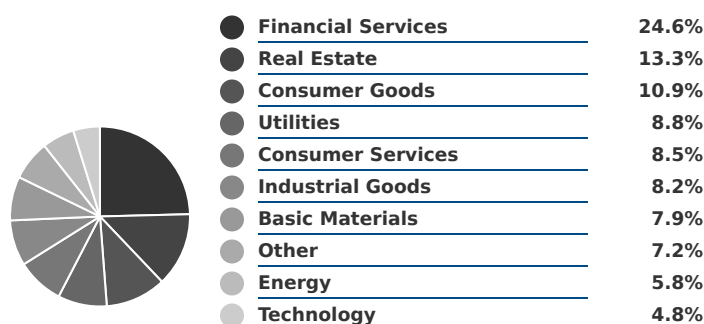 Financial Services 24.6%
Real Estate 13.3%
Consumer Goods 10.9%
Utilities 8.8%
Consumer Services 8.5%
Industrial Goods 8.2%
Basic Materials 7.9%
Other 7.2%
Energy 5.8%
Technology 4.8%